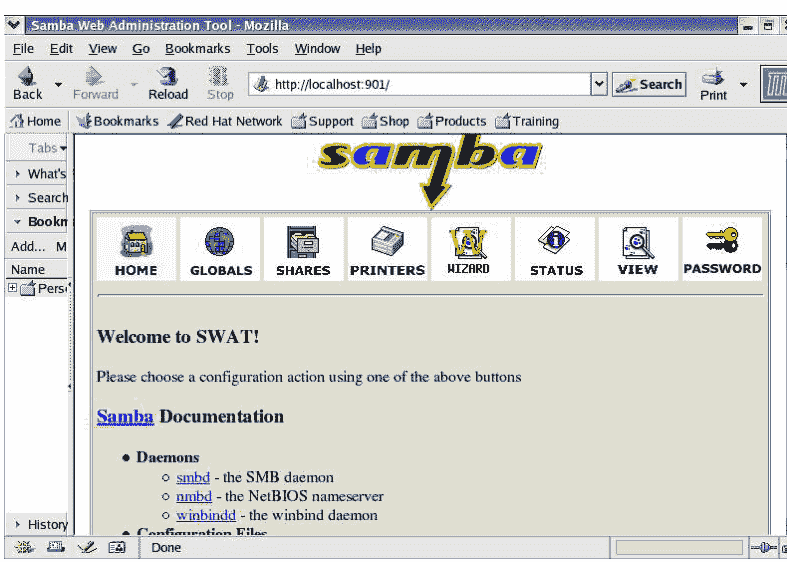 Samba Web Administration Tool - Mozilla
File Edit View Go Bookmarks Tools Window Help
Back Forward Reload Stop http://localhost:901/ Search Print
Home Bookmarks Red Hat Network Support Shop Products Training
Tabs
What's
Search
Bookm
Add... M
Name
Pers
History
samba
HOME GLOBALS SHARES PRINTERS WIZARD STATUS VIEW PASSWORD
Welcome to SWAT!
Please choose a configuration action using one of the above buttons
Samba Documentation
Daemons
smbd - the SMB daemon
nmbd - the NetBIOS nameserver
winbindd - the winbind daemon
Configuration Files
Done